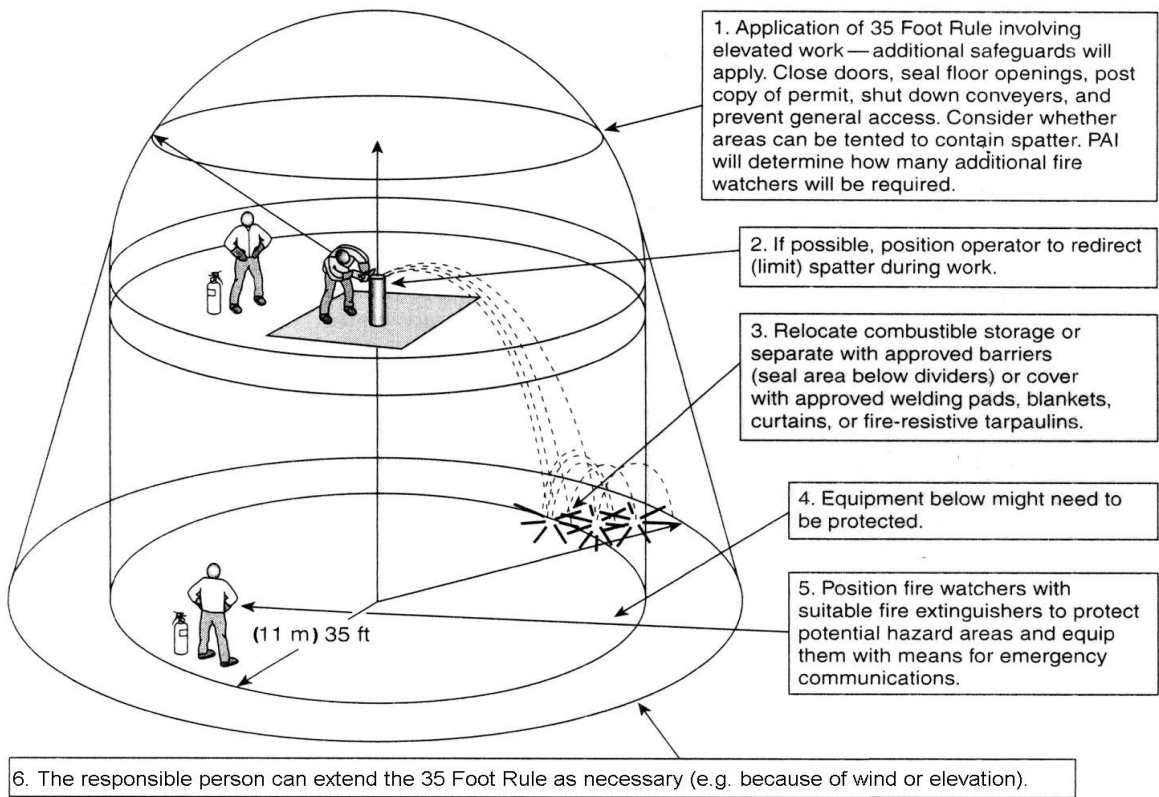 1. Application of 35 Foot Rule involving
elevated work — additional safeguards will
apply. Close doors, seal floor openings, post
copy of permit, shut down conveyers, and
prevent general access. Consider whether
areas can be tented to contain spatter. PAI
will determine how many additional fire
watchers will be required.
2. If possible, position operator to redirect
(limit) spatter during work.
3. Relocate combustible storage or
separate with approved barriers
(seal area below dividers) or cover
with approved welding pads, blankets,
curtains, or fire-resistive tarpaulins.
4. Equipment below might need to
be protected.
5. Position fire watchers with
suitable fire extinguishers to protect
potential hazard areas and equip
them with means for emergency
communications.
(11 m) 35 ft
6. The responsible person can extend the 35 Foot Rule as necessary (e.g. because of wind or elevation).